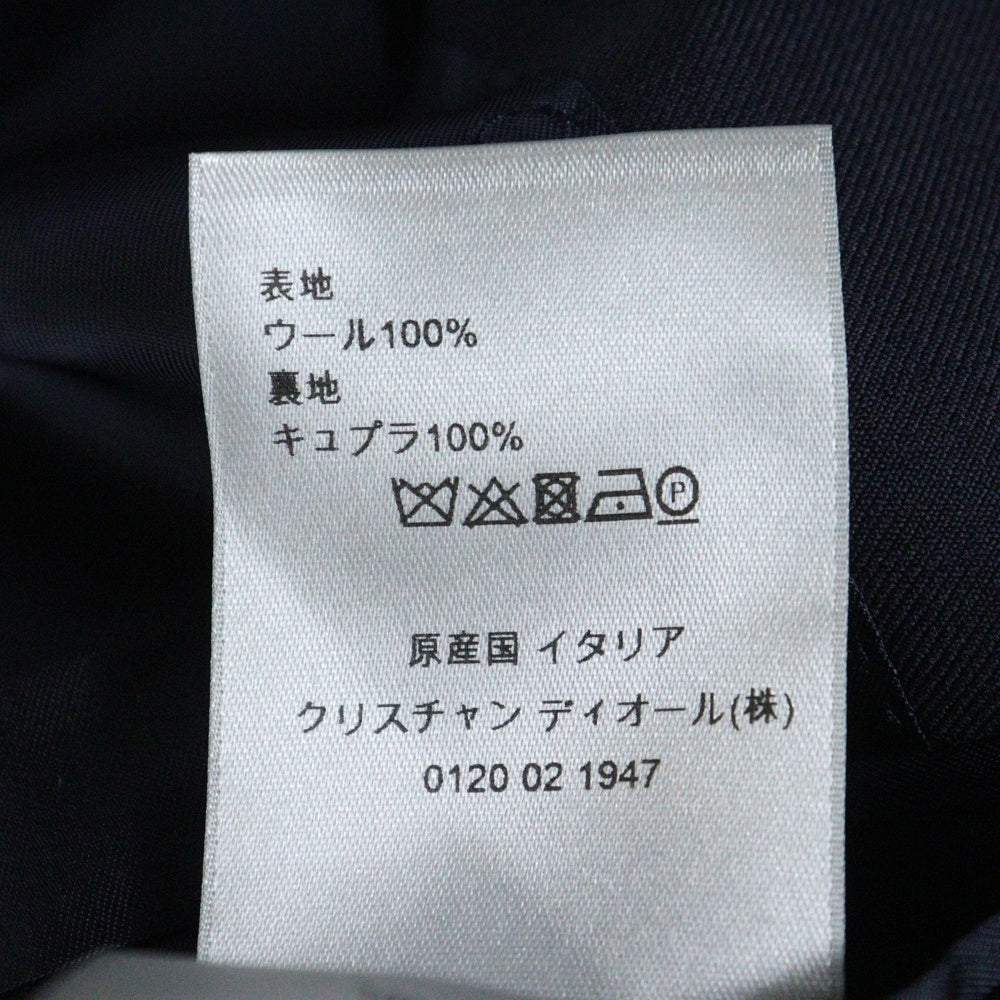 表地
ウール100%
裏地
キュプラ100%
P
原産国 イタリア
クリスチャン ディオール(株)
0120 02 1947